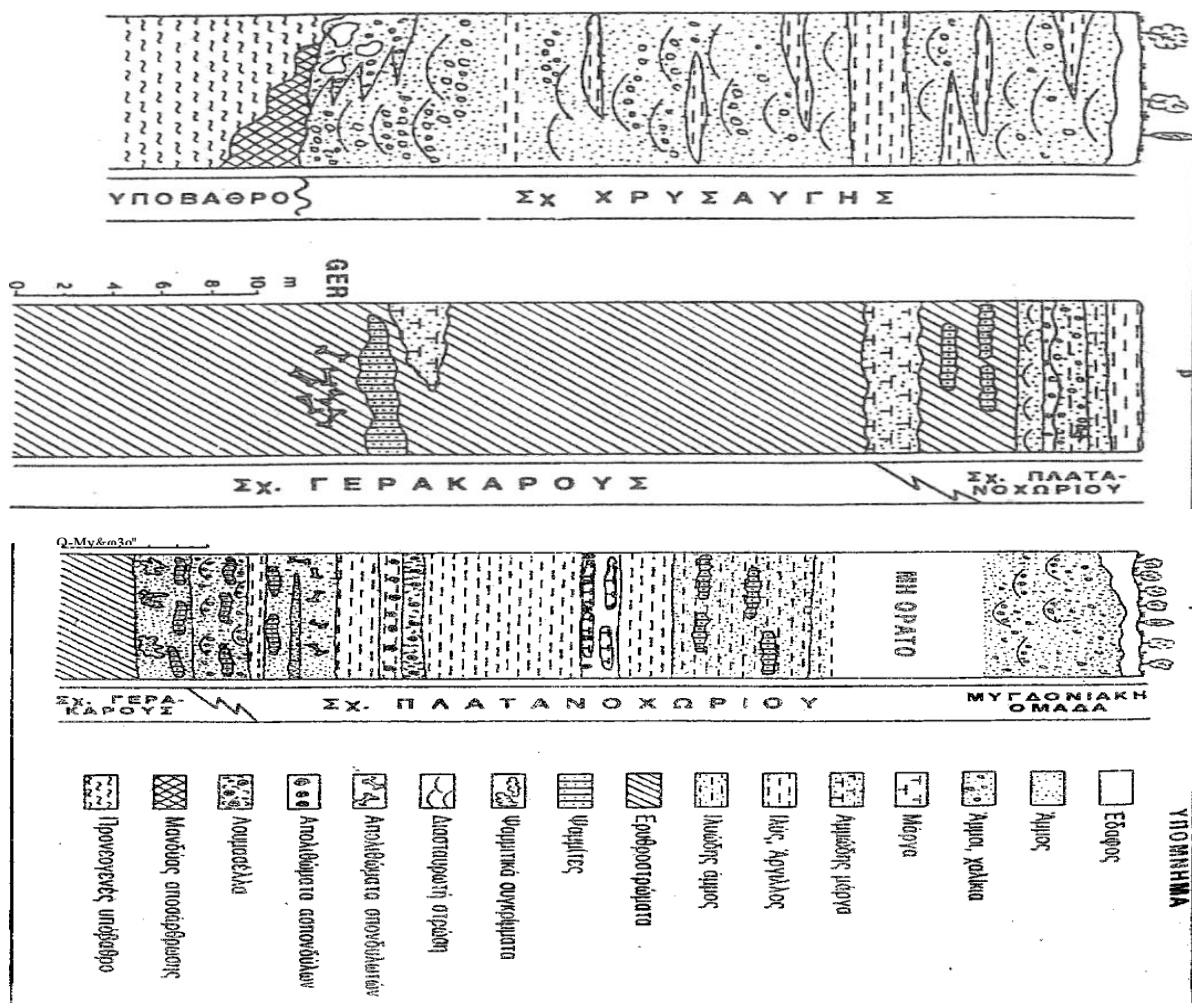 ΥΠΟΒΑΘΡΟ
Σχ ΧΡΥΣΑΥΓΗΣ
0 2 4 6 8 10 m
GER
Σχ. ΓΕΡΑΚΑΡΟΥΣ
Σχ. ΠΛΑΤΑ-
ΝΟΧΩΡΙΟΥ
ΜΗ ΟΡΑΤΟ
Σχ. ΓΕΡΑ-
ΚΑΡΟΥΣ
Σχ. ΠΛΑΤΑΝΟΧΩΡΙΟΥ
ΜΥΓΔΟΝΙΑΚΗ
ΟΜΑΔΑ
ΥΠΟΜΝΗΜΑ
Έδαφος
Άμμος
Άμμοι, χαλίκια
Μάργα
Αμμώδης μάργα
Ιλύς, Άργιλλος
Ιλυώδης άμμος
Ερυθροστρώματα
Ψαμμίτες
Ψαμμιτικά συγκρίμματα
Διασταυρωτή στρώση
Απολιθώματα σπονδυλωτών
Απολιθώματα ασπονδύλων
Λουμασέλλα
Μανδύας αποσάθρωσης
Προνεογενές υπόβαθρο